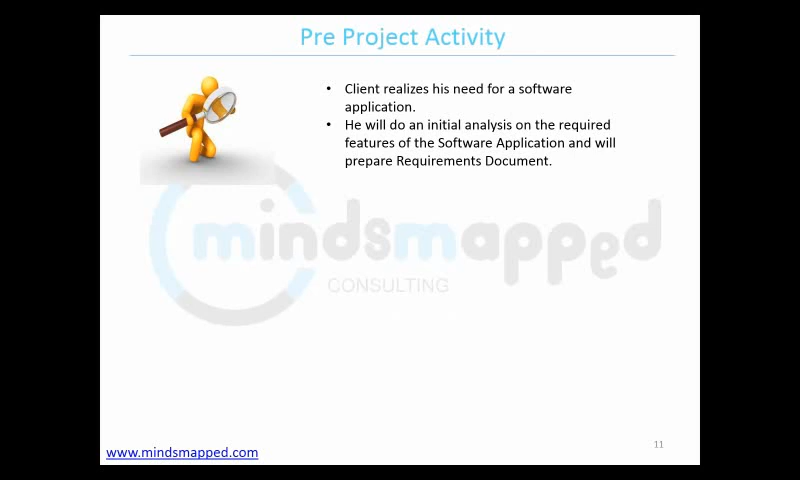 Pre Project Activity
• Client realizes his need for a software
application.
• He will do an initial analysis on the required
features of the Software Application and will
prepare Requirements Document.
mindsmapped
CONSULTING
11
www.mindsmapped.com